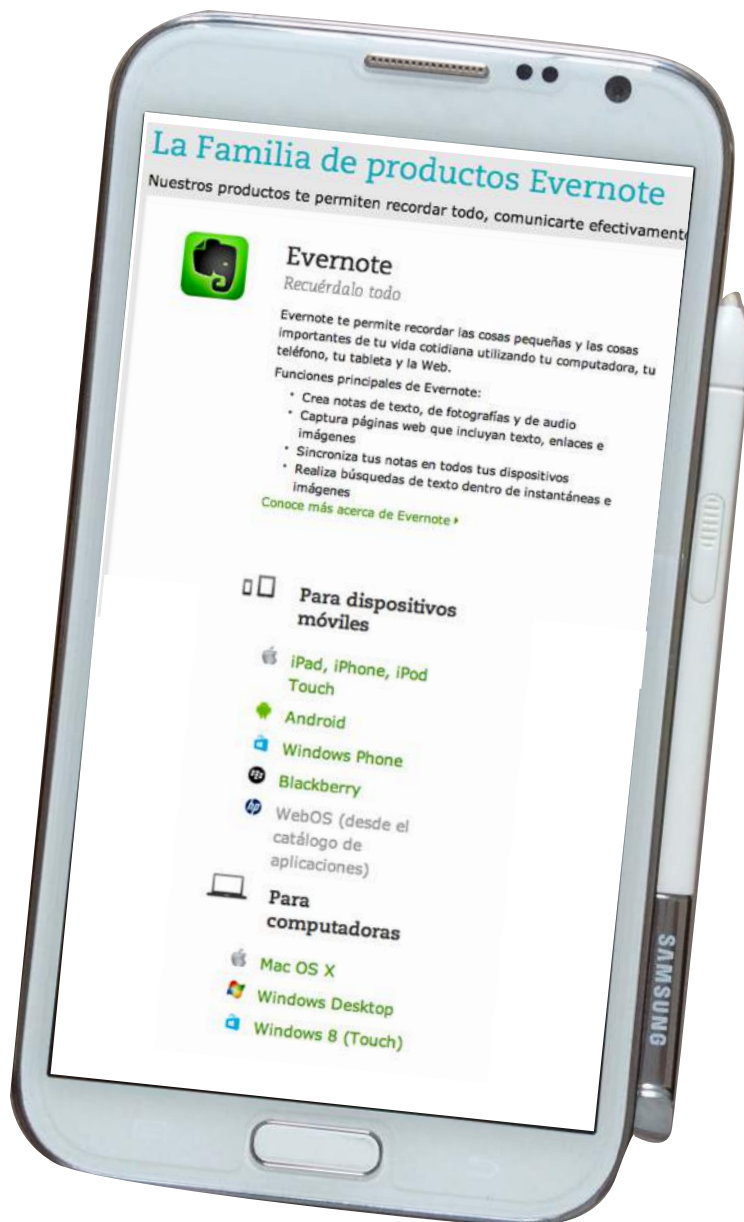 La Familia de productos Evernote
Nuestros productos te permiten recordar todo, comunicarte efectivamente
Evernote
Recuérdalo todo
Evernote te permite recordar las cosas pequeñas y las cosas
importantes de tu vida cotidiana utilizando tu computadora, tu
teléfono, tu tableta y la Web.
Funciones principales de Evernote:
• Crea notas de texto, de fotografías y de audio
• Captura páginas web que incluyan texto, enlaces e
imágenes
• Sincroniza tus notas en todos tus dispositivos
• Realiza búsquedas de texto dentro de instantáneas e
imágenes
Conoce más acerca de Evernote
Para dispositivos
móviles
iPad, iPhone, iPod
Touch
Android
Windows Phone
Blackberry
hp
WebOS (desde el
catálogo de
aplicaciones)
Para
computadoras
Mac OS X
Windows Desktop
Windows 8 (Touch)
SAMSUNG